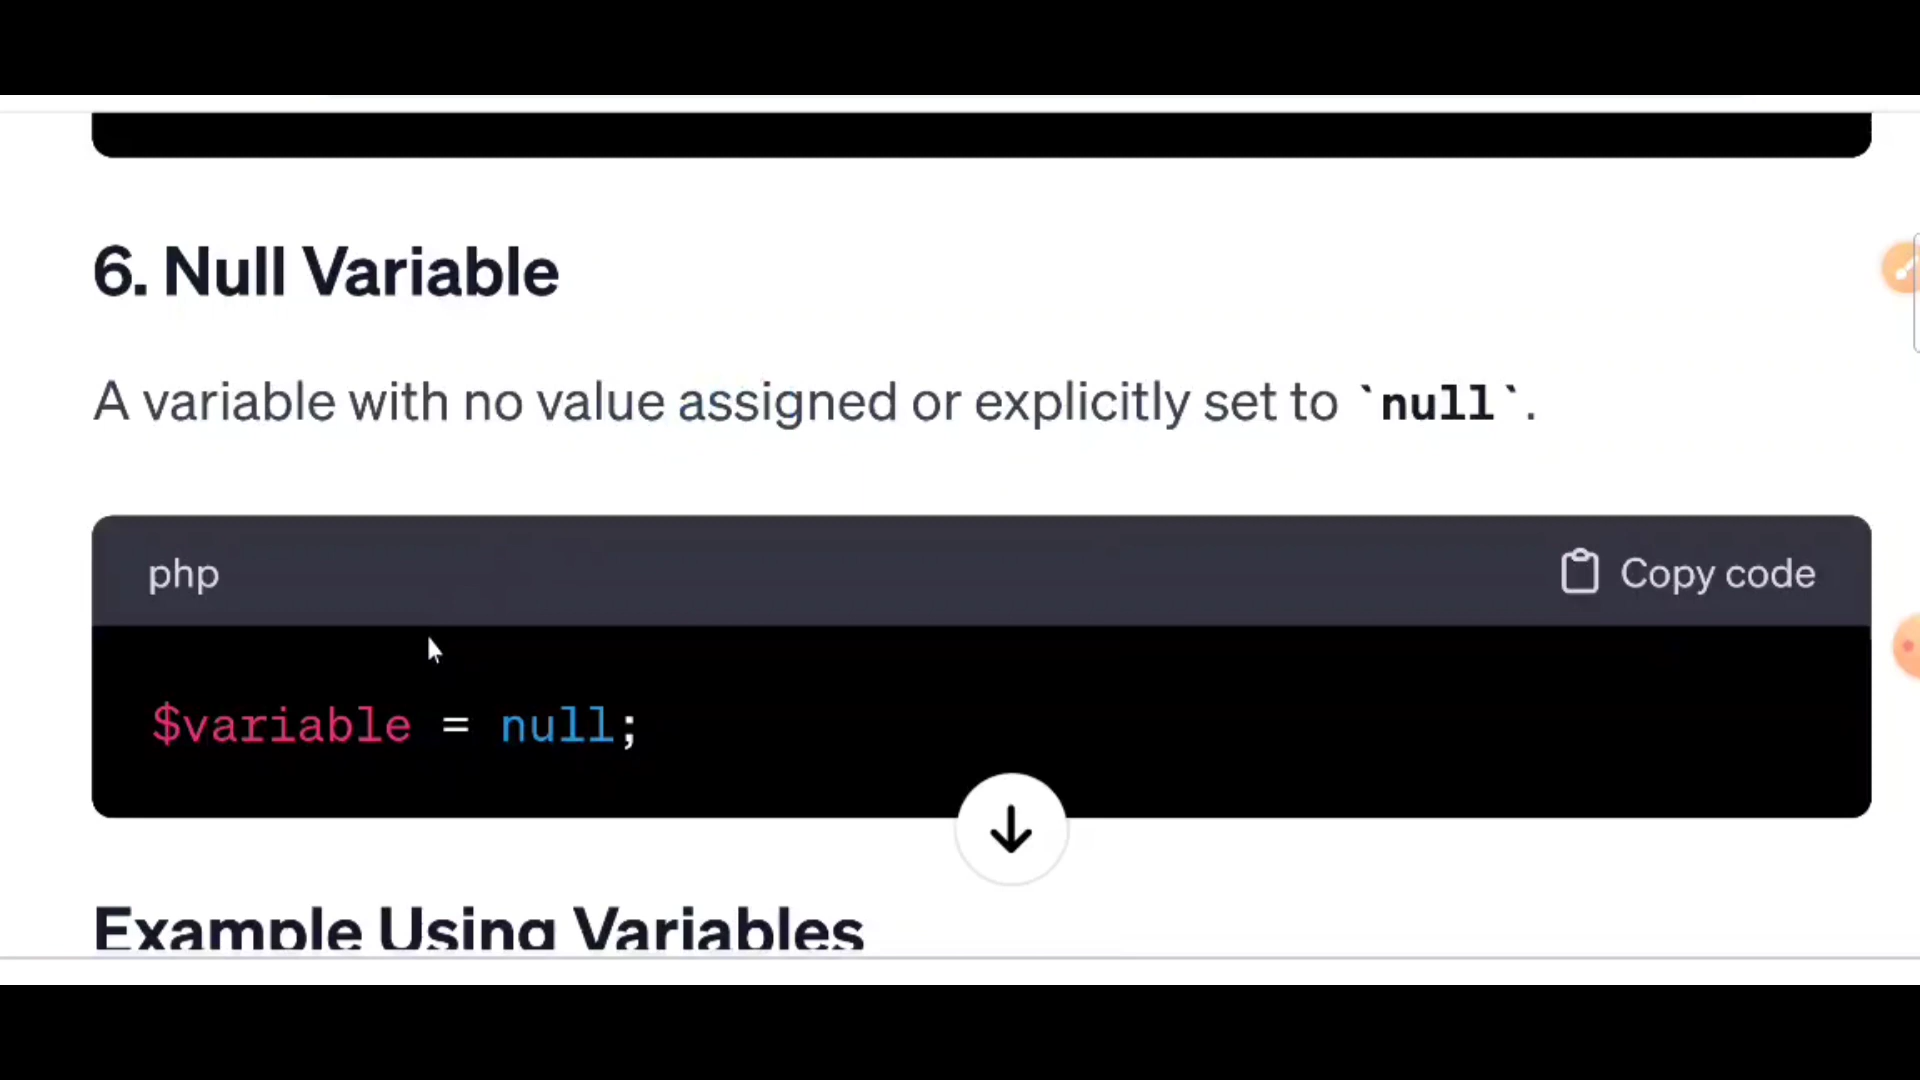 6. Null Variable
A variable with no value assigned or explicitly set to `null`.
php
Copy code
$variable = null;
Example Using Variables